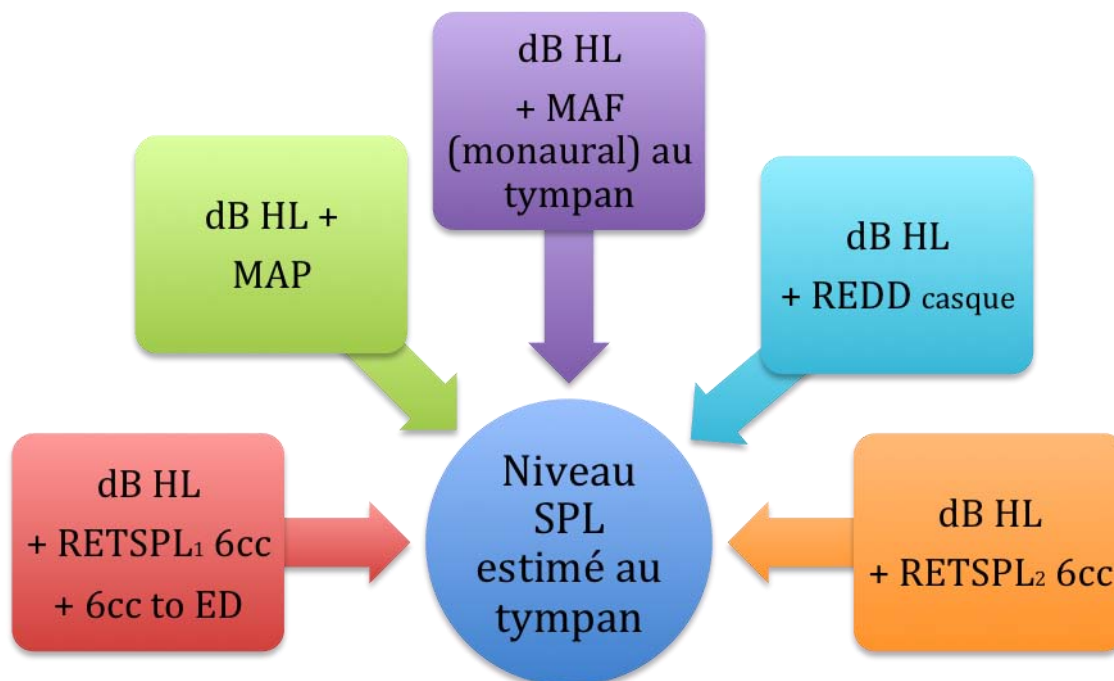 dB HL
+ MAF
(monaural) au
tympan
dB HL +
MAP
dB HL
+ REDD casque
dB HL
+ RETSPL₁ 6cc
+ 6cc to ED
Niveau
SPL
estimé au
tympan
dB HL
+ RETSPL₂ 6cc